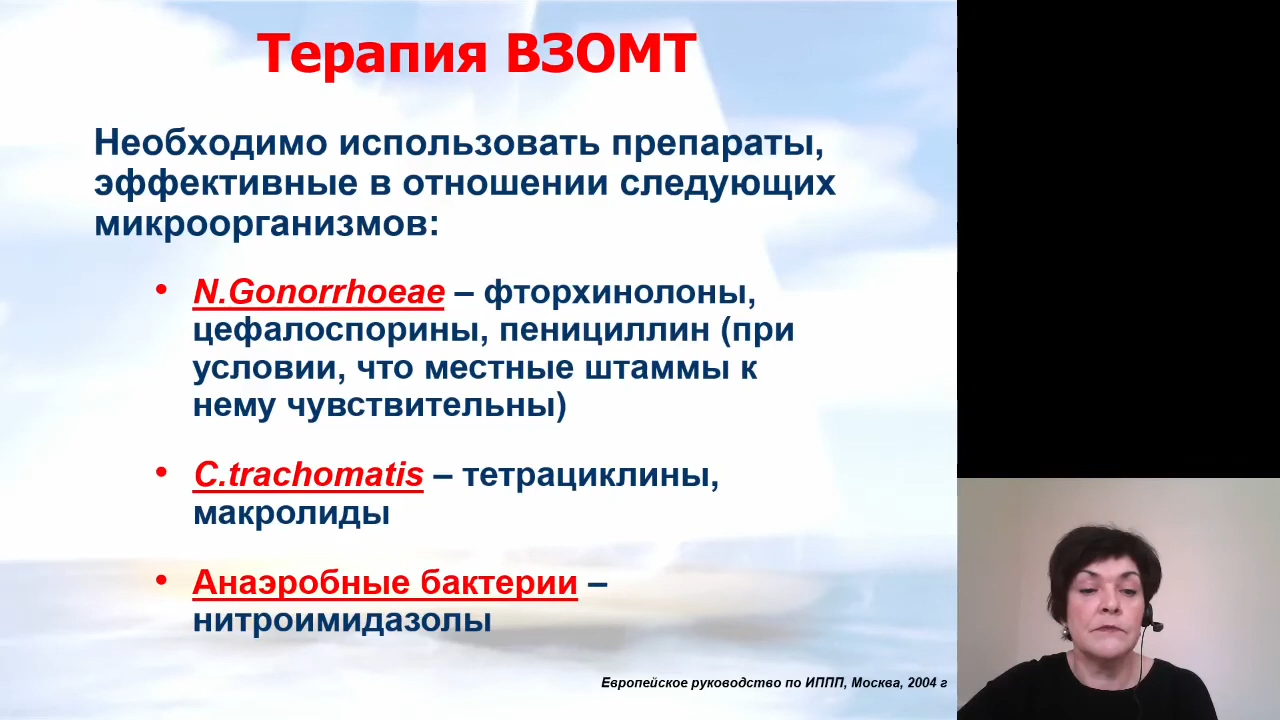 Терапия ВЗОМТ
Необходимо использовать препараты,
эффективные в отношении следующих
микроорганизмов:
• N.Gonorrhoeae – фторхинолоны,
цефалоспорины, пенициллин (при
условии, что местные штаммы к
нему чувствительны)
• C.trachomatis – тетрациклины,
макролиды
• Анаэробные бактерии –
нитроимидазолы
Европейское руководство по ИППП, Москва, 2004 г